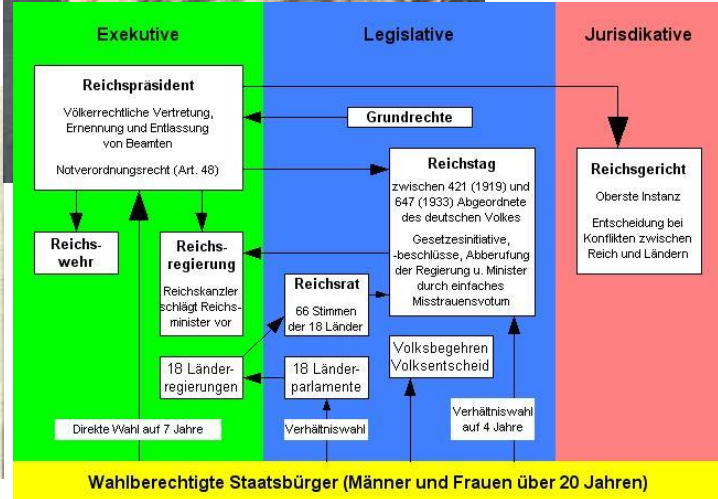 Exekutive
Legislative
Jurisdikative
Reichspräsident
Völkerrechtliche Vertretung,
Ernennung und Entlassung
von Beamten
Notverordnungsrecht (Art. 48)
Grundrechte
Reichstag
zwischen 421 (1919) und
647 (1933) Abgeordnete
des deutschen Volkes
Gesetzesinitiative,
-beschlüsse, Abberufung
der Regierung u. Minister
durch einfaches
Misstrauensvotum
Reichsgericht
Oberste Instanz
Entscheidung bei
Konflikten zwischen
Reich und Ländern
Reichs-
wehr
Reichs-
regierung
Reichskanzler
schlägt Reichs-
minister vor
Reichsrat
66 Stimmen
der 18 Länder
18 Länder-
regierungen
18 Länder-
parlamente
Volksbegehren
Volksentscheid
Direkte Wahl auf 7 Jahre
Verhältniswahl
Verhältniswahl
auf 4 Jahre
Wahlberechtigte Staatsbürger (Männer und Frauen über 20 Jahren)